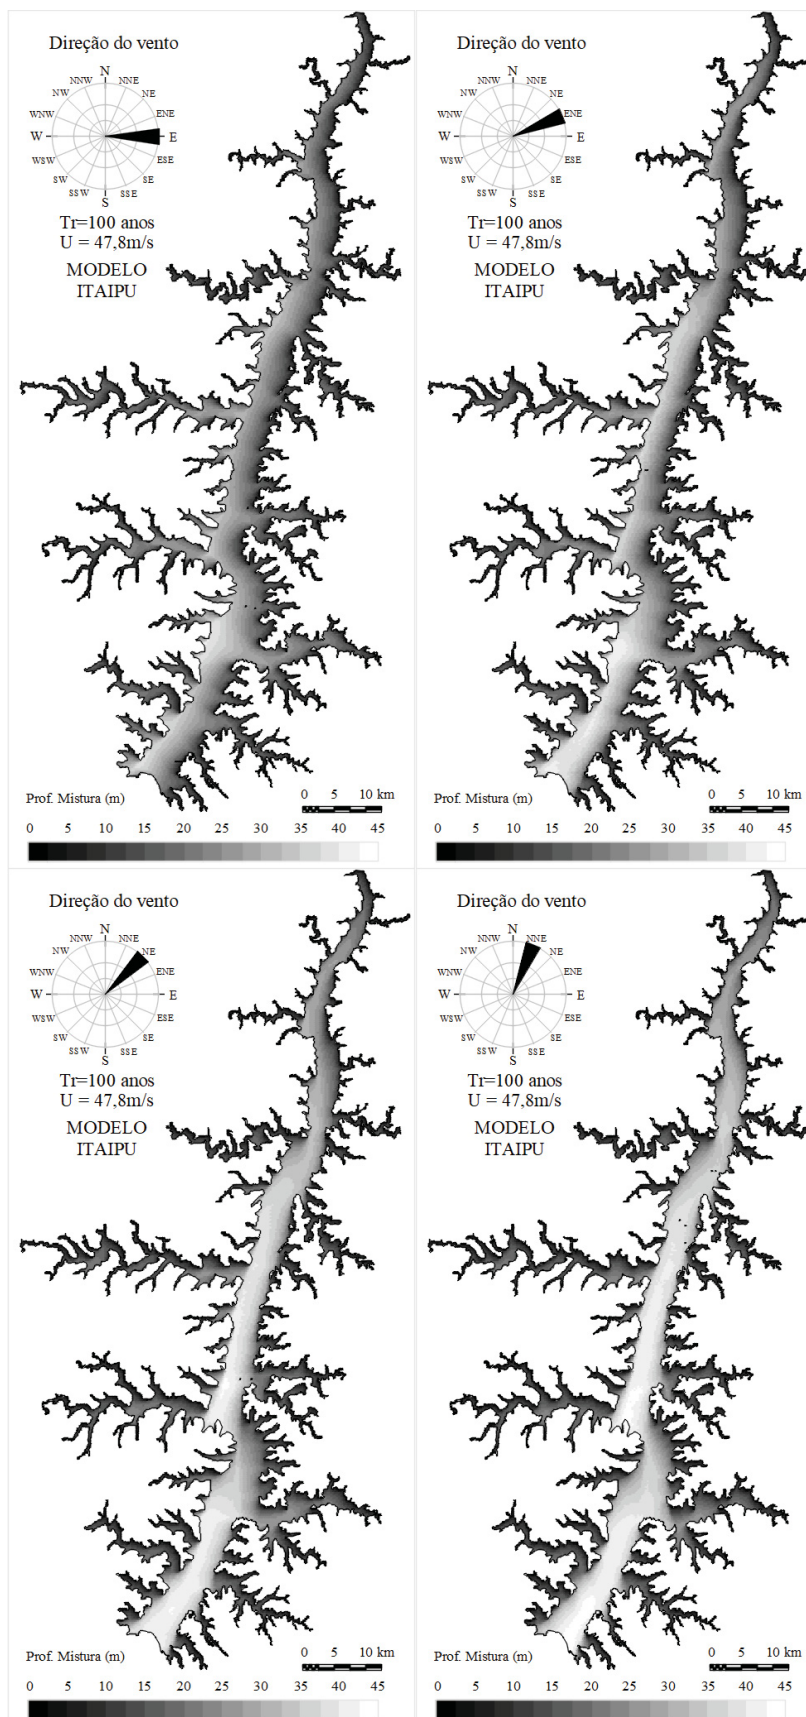 Direção do vento
N
NNW NNE
NW NE
WNW ENE
W E
WSW ESE
SW SE
SSW SSE
S
Tr=100 anos
U = 47,8m/s
MODELO
ITAIPU
Prof. Mistura (m)
0 5 10 km
0 5 10 15 20 25 30 35 40 45
Direção do vento
N
NNW NNE
NW NE
WNW ENE
W E
WSW ESE
SW SE
SSW SSE
S
Tr=100 anos
U = 47,8m/s
MODELO
ITAIPU
Prof. Mistura (m)
0 5 10 km
0 5 10 15 20 25 30 35 40 45
Direção do vento
N
NNW NNE
NW NE
WNW ENE
W E
WSW ESE
SW SE
SSW SSE
S
Tr=100 anos
U = 47,8m/s
MODELO
ITAIPU
Prof. Mistura (m)
0 5 10 km
0 5 10 15 20 25 30 35 40 45
Direção do vento
N
NNW NNE
NW NE
WNW ENE
W E
WSW ESE
SW SE
SSW SSE
S
Tr=100 anos
U = 47,8m/s
MODELO
ITAIPU
Prof. Mistura (m)
0 5 10 km
0 5 10 15 20 25 30 35 40 45